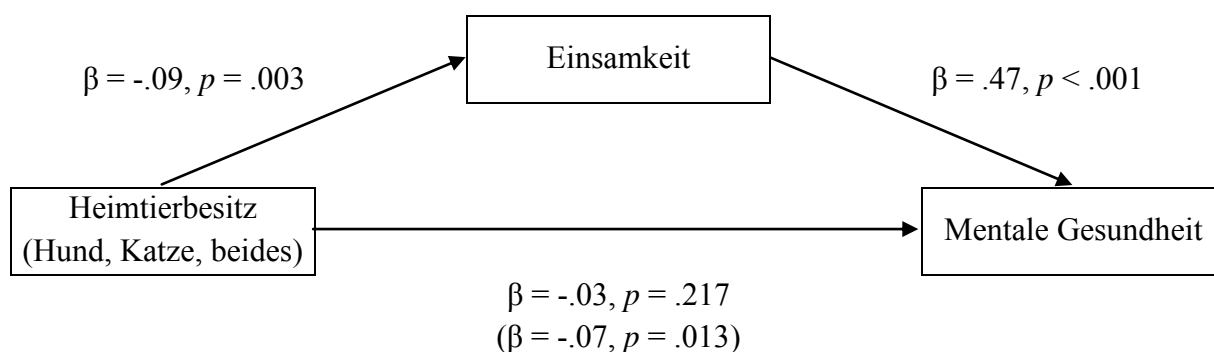 Einsamkeit
β = -.09, p = .003
β = .47, p < .001
Heimtierbesitz
(Hund, Katze, beides)
Mentale Gesundheit
β = -.03, p = .217
(β = -.07, p = .013)